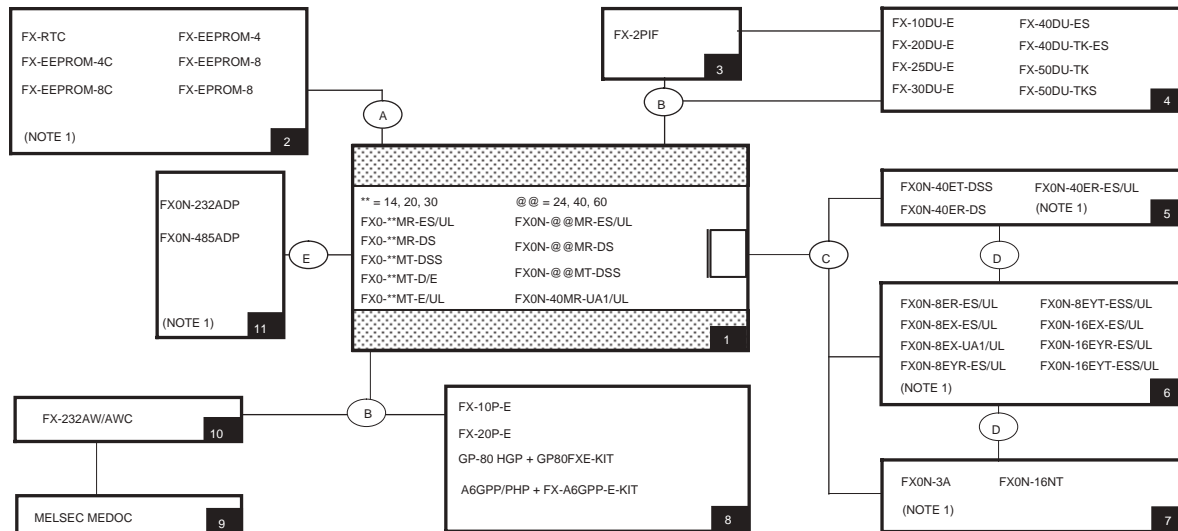 FX-RTC FX-EEPROM-4
FX-EEPROM-4C FX-EEPROM-8
FX-EEPROM-8C FX-EPROM-8
(NOTE 1)
2
A
FX-2PIF
3
B
FX-10DU-E FX-40DU-ES
FX-20DU-E FX-40DU-TK-ES
FX-25DU-E FX-50DU-TK
FX-30DU-E FX-50DU-TKS
4
FX0N-232ADP
FX0N-485ADP
(NOTE 1)
11
E
** = 14, 20, 30 @@ = 24, 40, 60
FX0-**MR-ES/UL FX0N-@@MR-ES/UL
FX0-**MR-DS FX0N-@@MR-DS
FX0-**MT-DSS FX0N-@@MT-DSS
FX0-**MT-D/E
FX0-**MT-E/UL FX0N-40MR-UA1/UL
1
C
FX0N-40ET-DSS FX0N-40ER-ES/UL
FX0N-40ER-DS (NOTE 1)
5
D
FX0N-8ER-ES/UL FX0N-8EYT-ESS/UL
FX0N-8EX-ES/UL FX0N-16EX-ES/UL
FX0N-8EX-UA1/UL FX0N-16EYR-ES/UL
FX0N-8EYR-ES/UL FX0N-16EYT-ESS/UL
(NOTE 1)
6
D
FX0N-3A FX0N-16NT
(NOTE 1)
7
FX-232AW/AWC
10
B
FX-10P-E
FX-20P-E
GP-80 HGP + GP80FXE-KIT
A6GPP/PHP + FX-A6GPP-E-KIT
8
MELSEC MEDOC
9